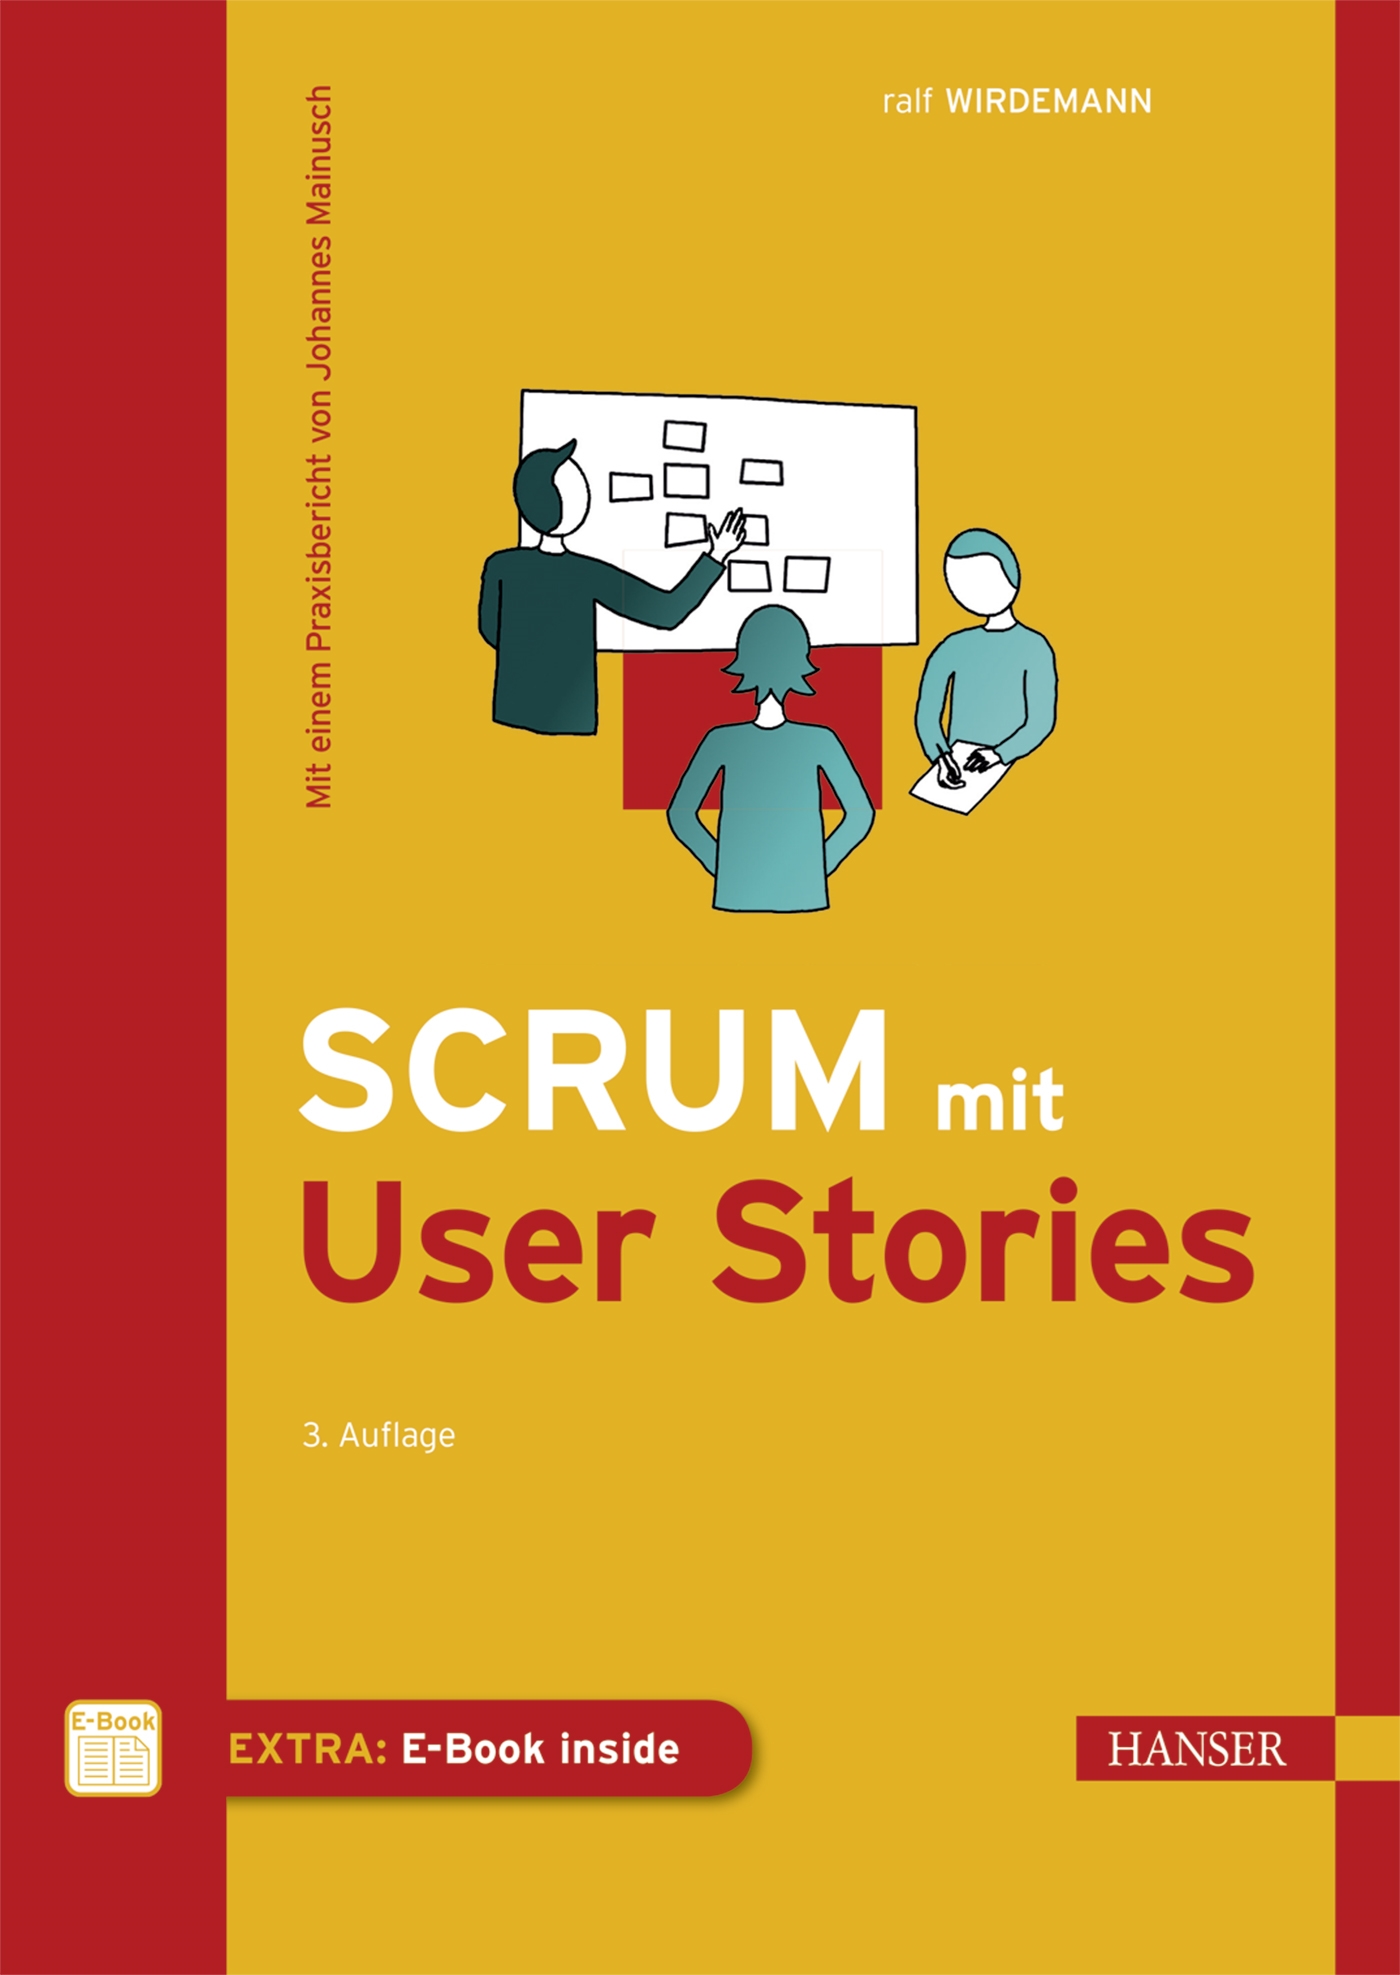 ralf WIRDEMANN
Mit einem Praxisbericht von Johannes Mainusch
SCRUM mit
User Stories
3. Auflage
E-Book
EXTRA: E-Book inside
HANSER